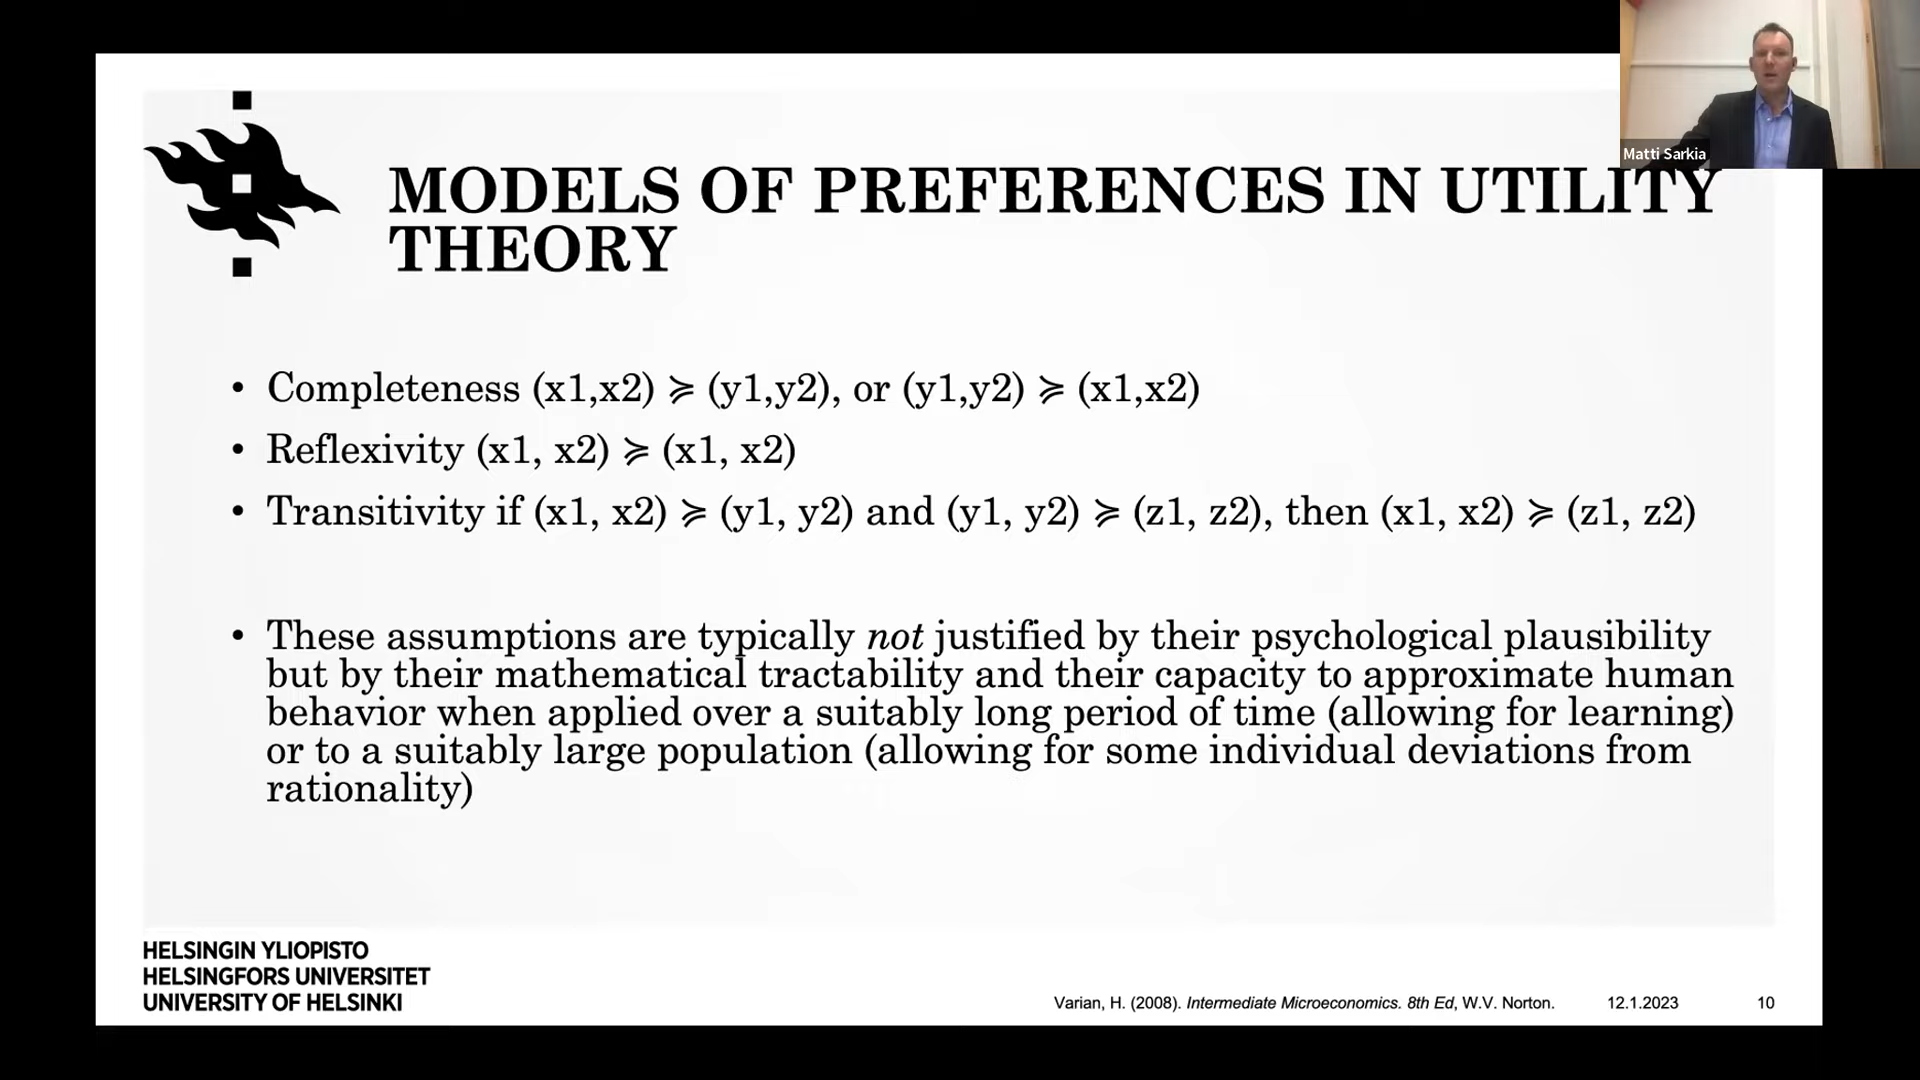 Matti Sarkia
MODELS OF PREFERENCES IN UTILITY
THEORY
• Completeness (x1,x2) ≽ (y1,y2), or (y1,y2) ≽ (x1,x2)
• Reflexivity (x1, x2) ≽ (x1, x2)
• Transitivity if (x1, x2) ≽ (y1, y2) and (y1, y2) ≽ (z1, z2), then (x1, x2) ≽ (z1, z2)
• These assumptions are typically not justified by their psychological plausibility
but by their mathematical tractability and their capacity to approximate human
behavior when applied over a suitably long period of time (allowing for learning)
or to a suitably large population (allowing for some individual deviations from
rationality)
HELSINGIN YLIOPISTO
HELSINGFORS UNIVERSITET
UNIVERSITY OF HELSINKI
Varian, H. (2008). Intermediate Microeconomics. 8th Ed, W.V. Norton.
12.1.2023
10